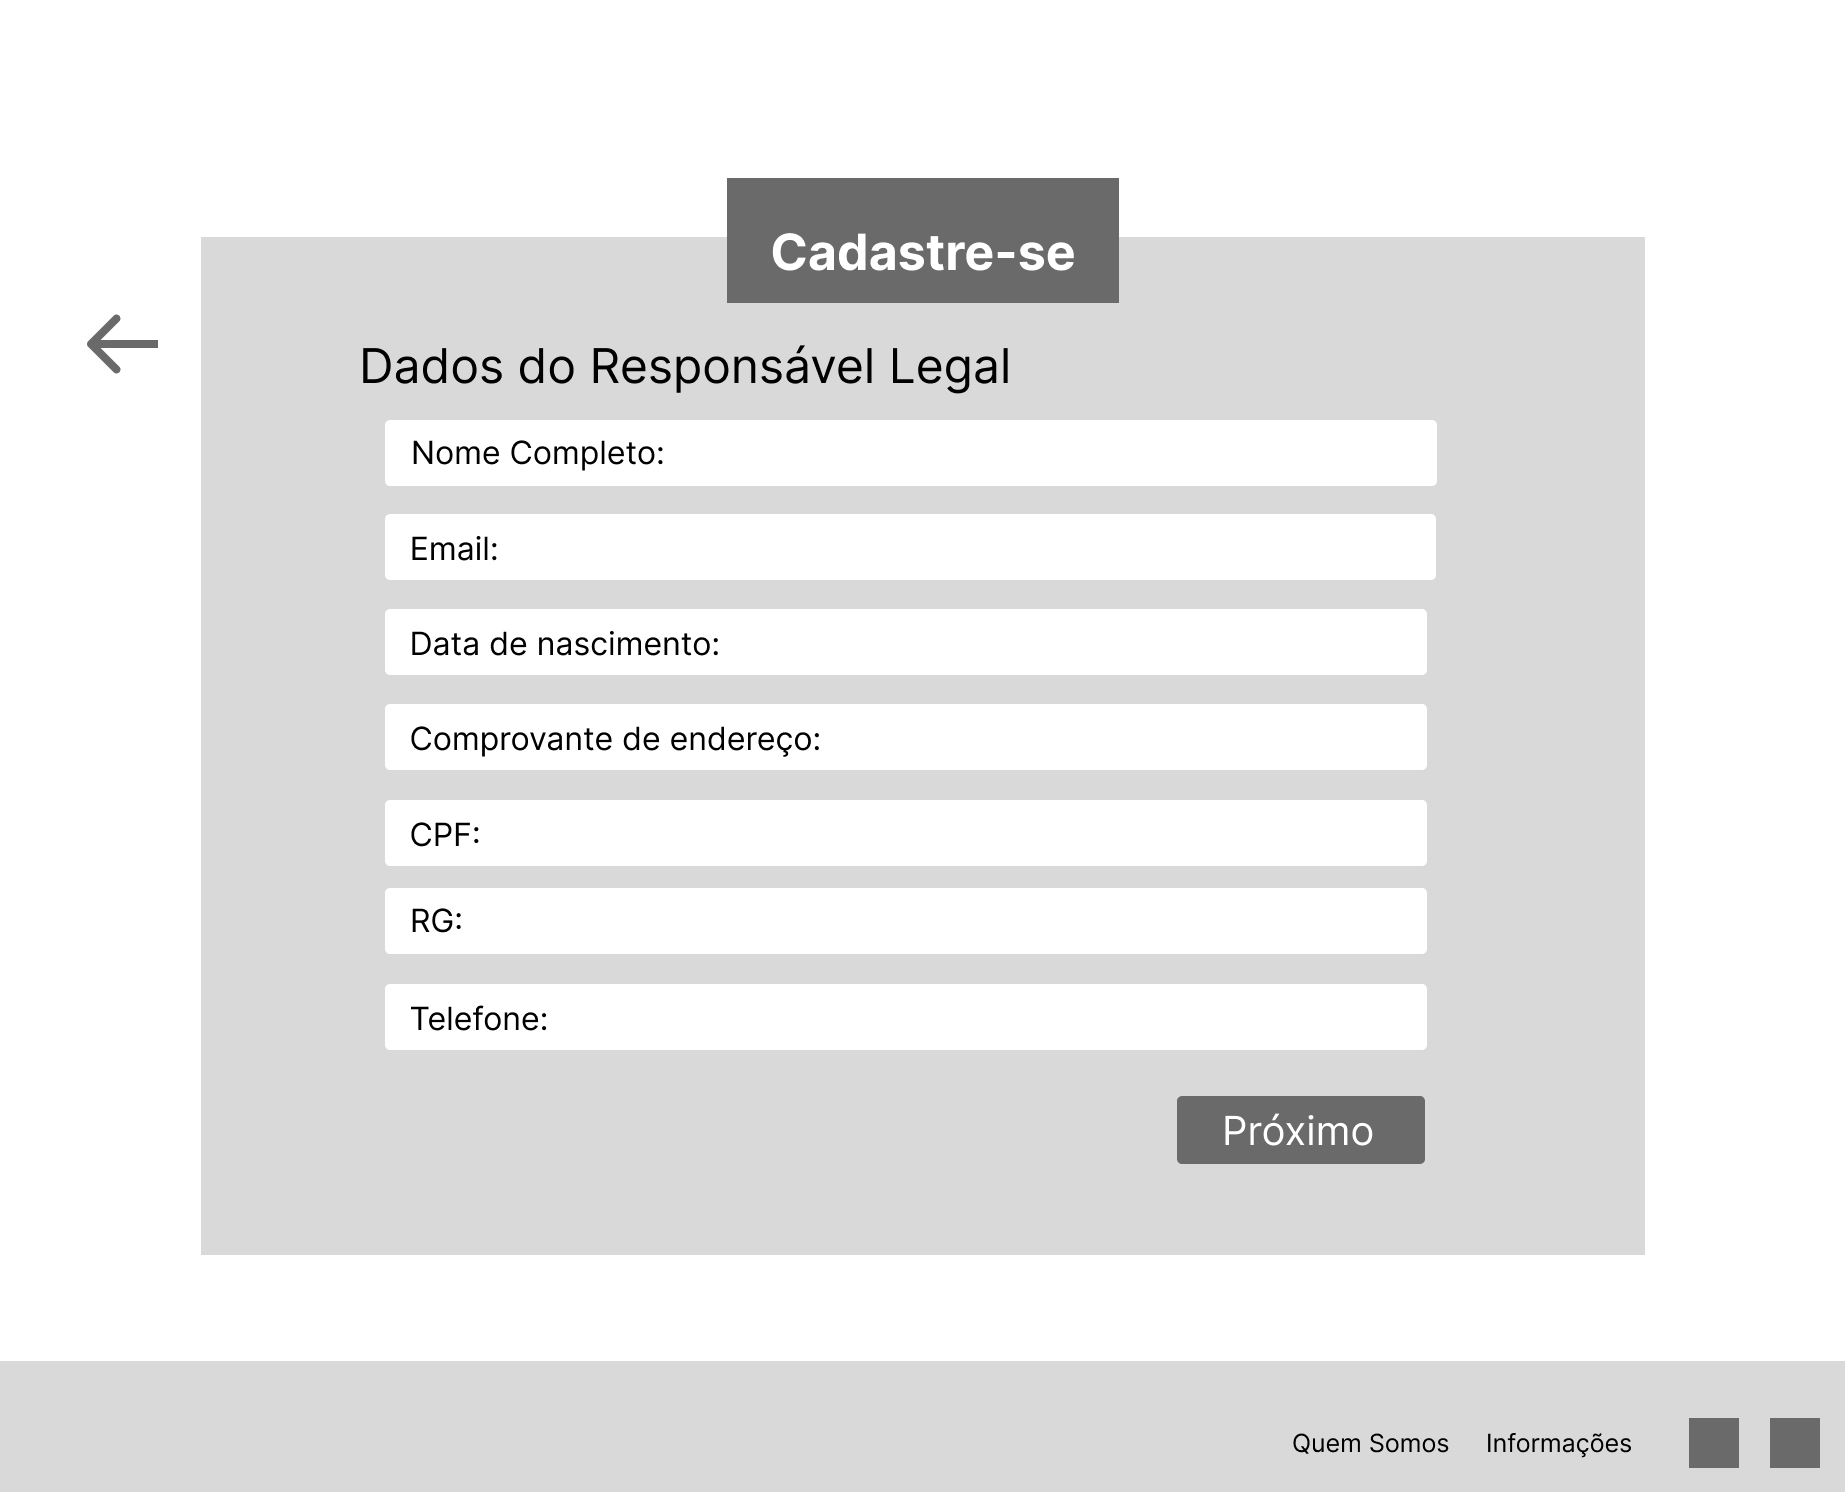 Cadastre-se
Dados do Responsável Legal
Nome Completo:
Email:
Data de nascimento:
Comprovante de endereço:
CPF:
RG:
Telefone:
Próximo
Quem Somos Informações